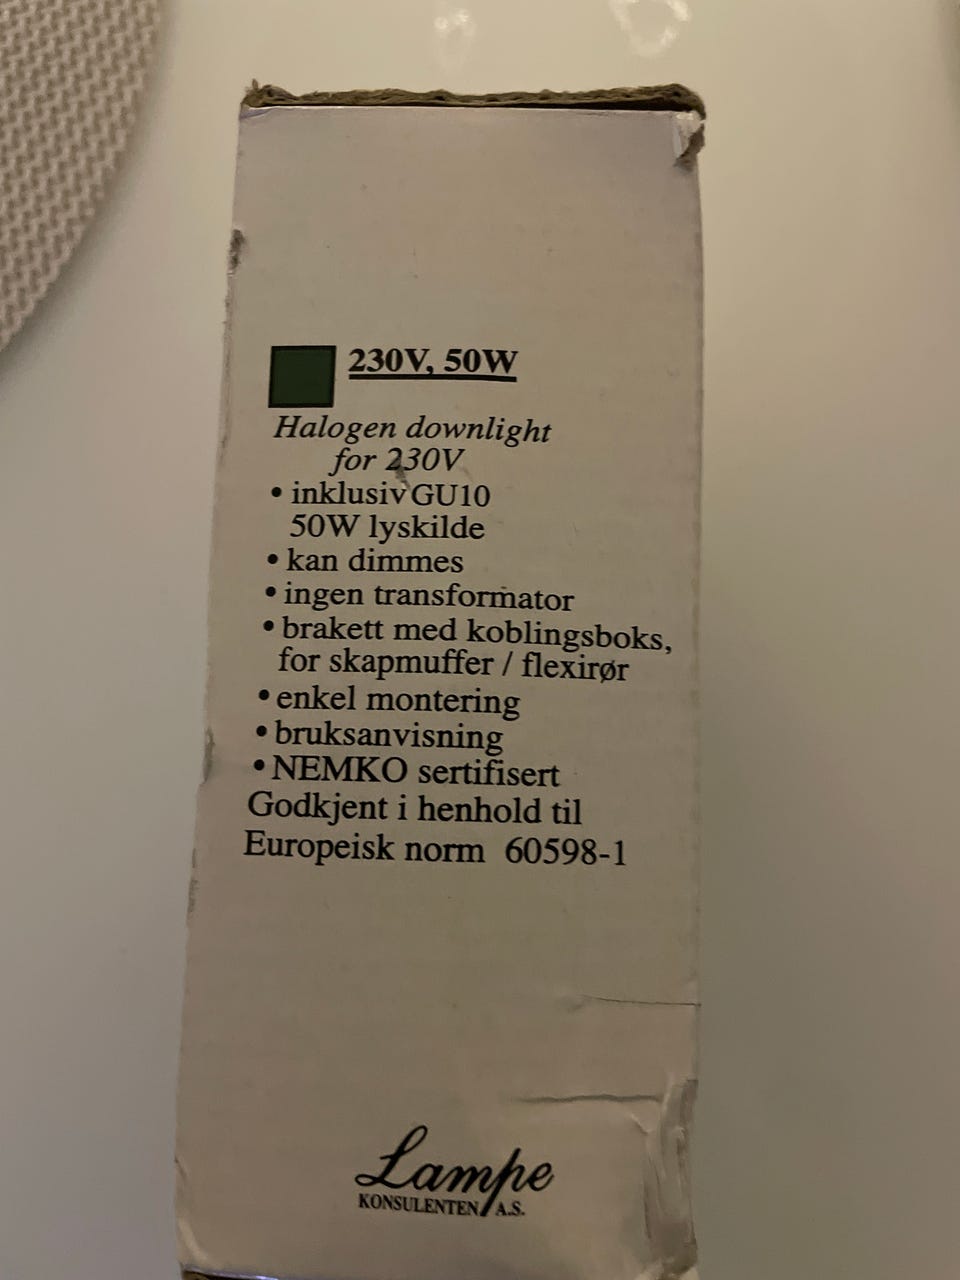 230V, 50W
Halogen downlight
for 230V
• inklusiv GU10
50W lyskilde
• kan dimmes
• ingen transformator
• brakett med koblingsboks,
for skapmuffer / flexirør
• enkel montering
• bruksanvisning
• NEMKO sertifisert
Godkjent i henhold til
Europeisk norm 60598-1
Lampe
KONSULENTEN A.S.